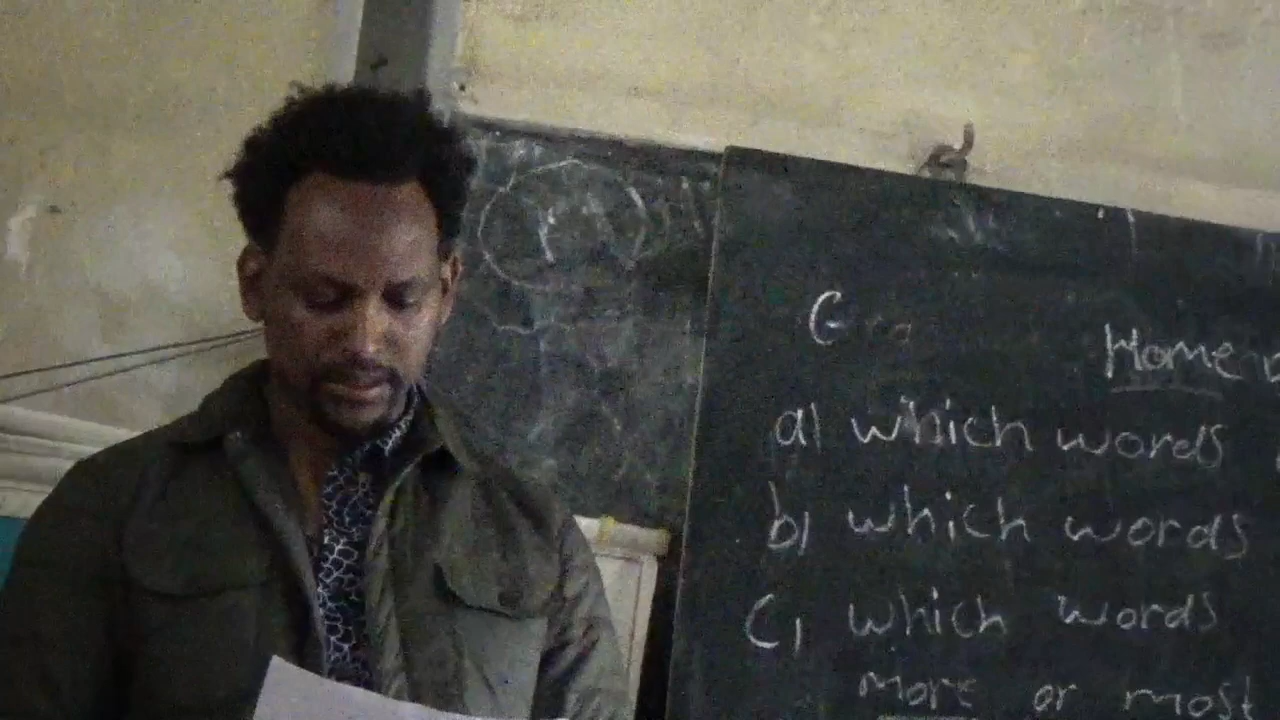 Home
a) which words
b) which words
C, which words
more or most